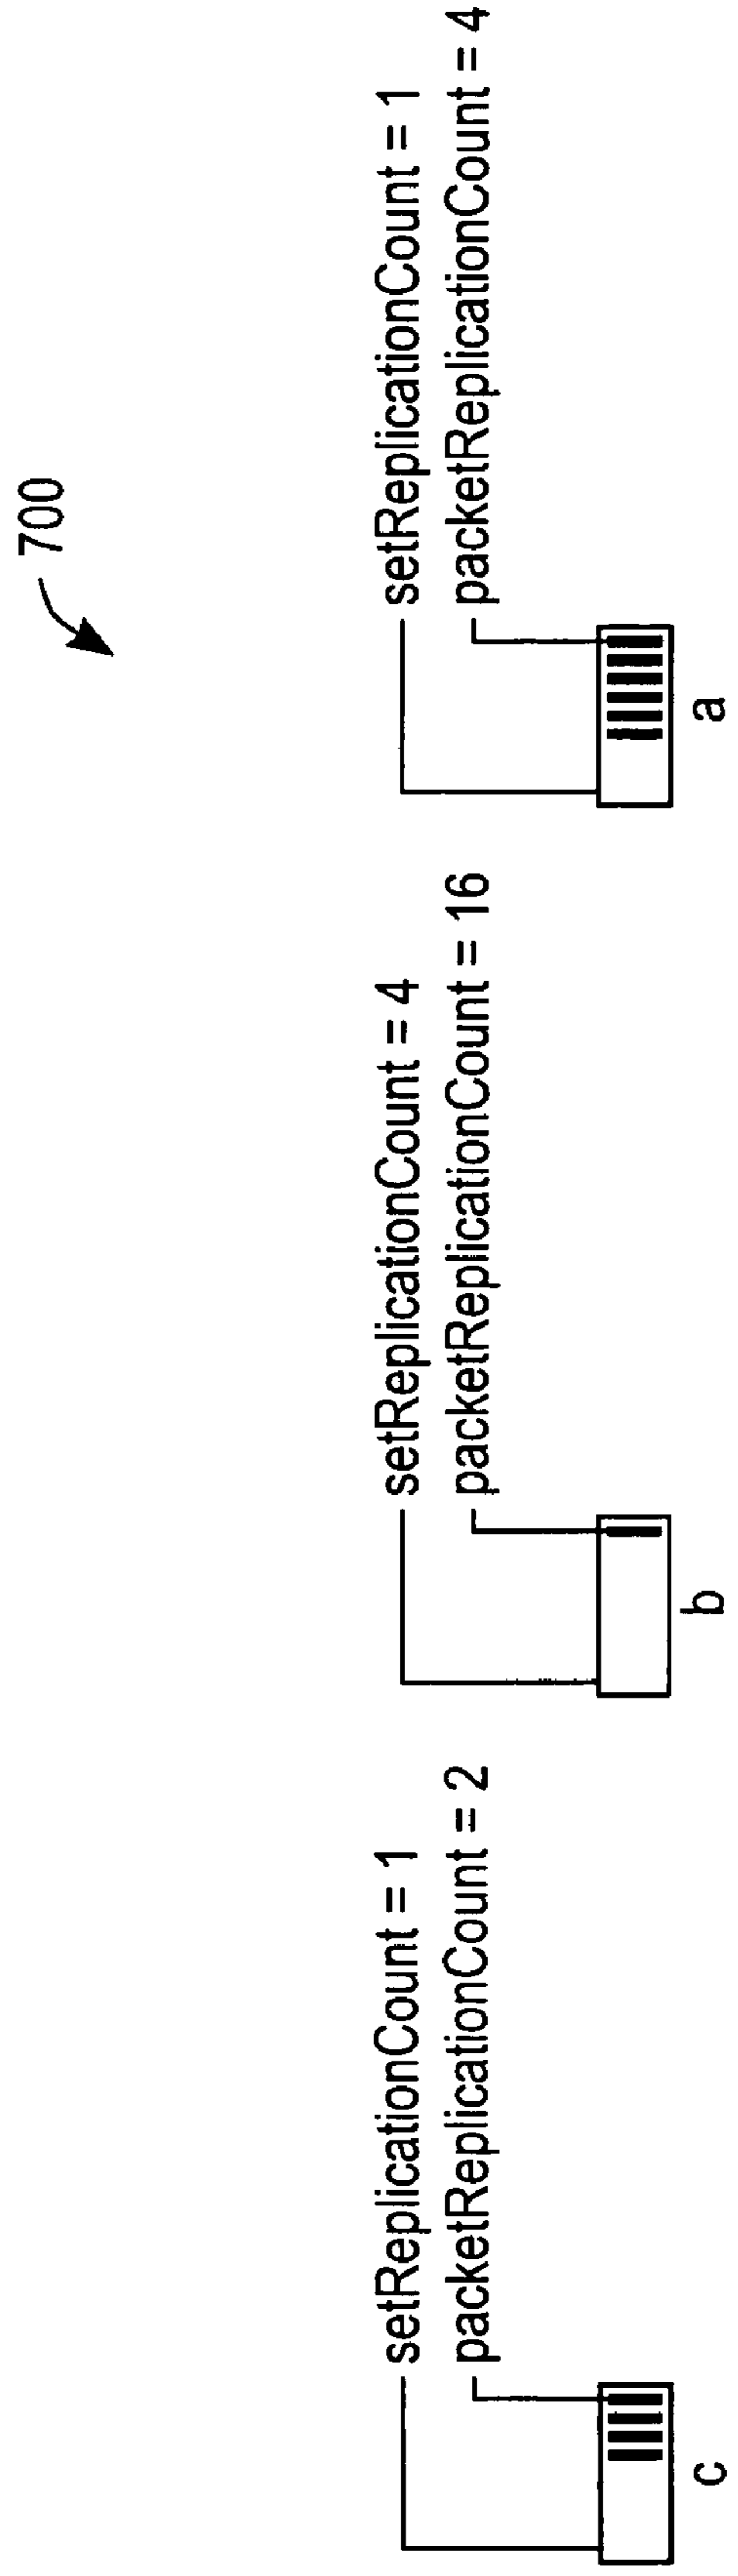 700
setReplicationCount = 1
packetReplicationCount = 2
c
setReplicationCount = 4
packetReplicationCount = 16
b
setReplicationCount = 1
packetReplicationCount = 4
a